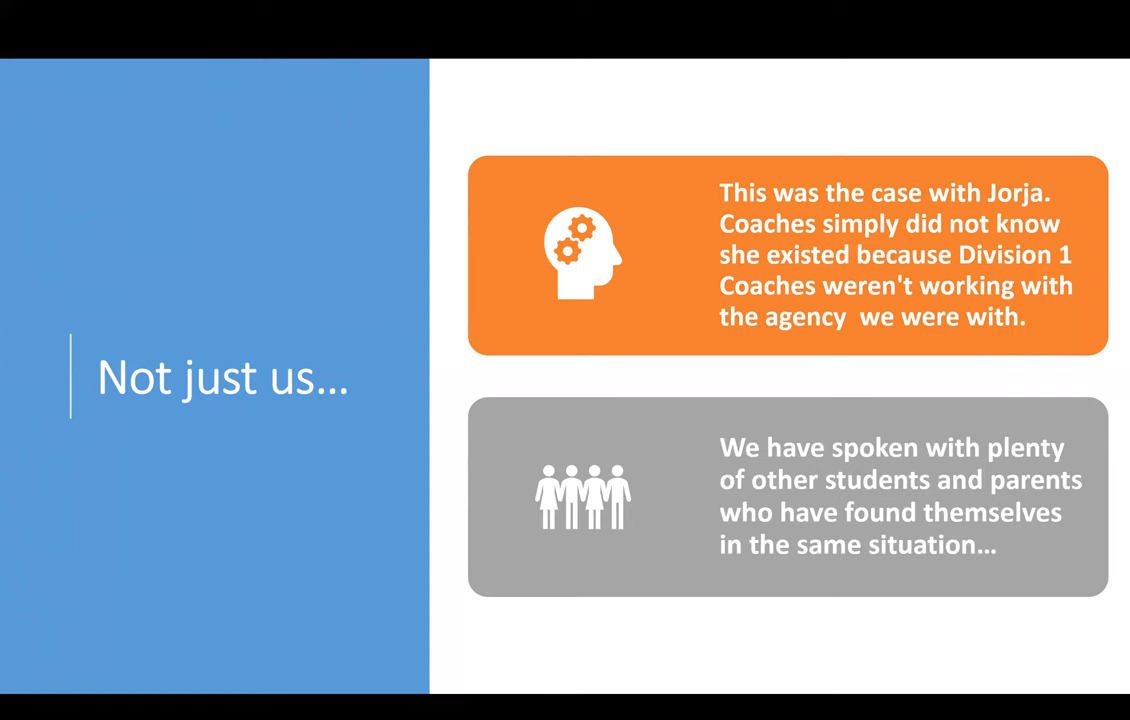 Not just us...
This was the case with Jorja.
Coaches simply did not know
she existed because Division 1
Coaches weren't working with
the agency  we were with.
We have spoken with plenty
of other students and parents
who have found themselves
in the same situation...